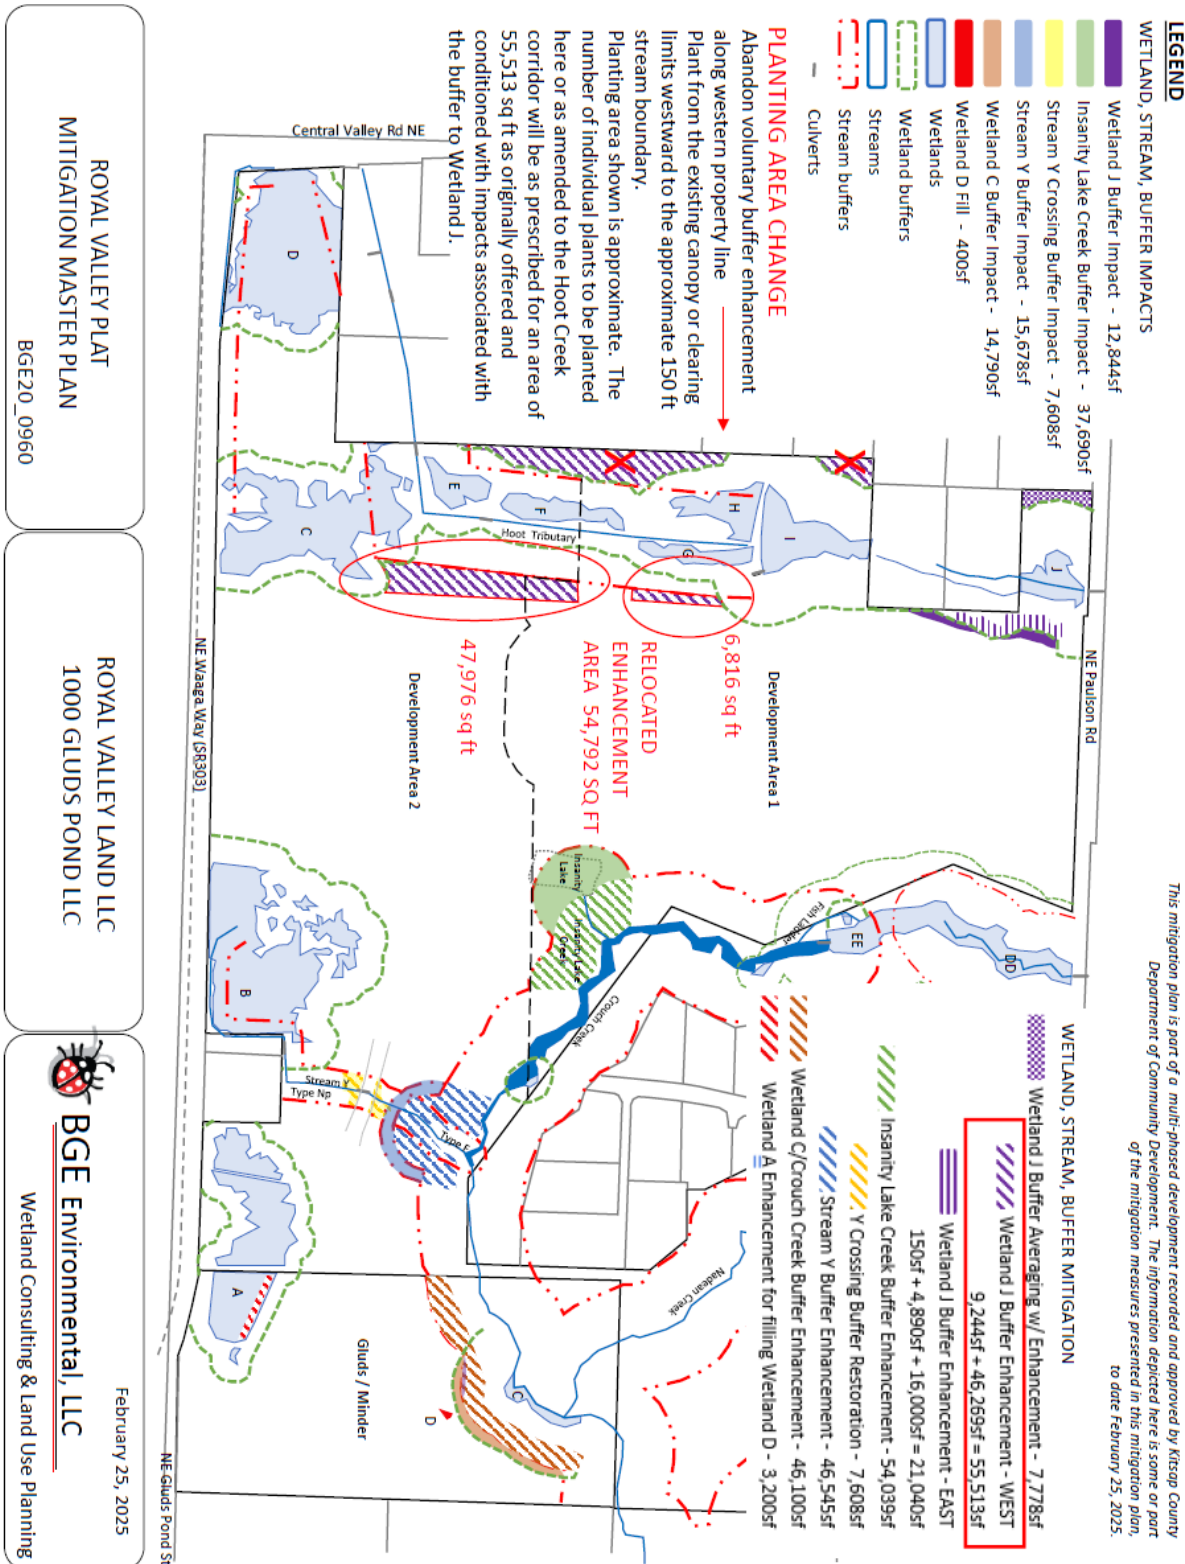 LEGEND
WETLAND, STREAM, BUFFER IMPACTS
Wetland J Buffer Impact - 12,844sf
Insanity Lake Creek Buffer Impact - 37,690sf
Stream Y Crossing Buffer Impact - 7,608sf
Stream Y Buffer Impact - 15,678sf
Wetland C Buffer Impact - 14,790sf
Wetland D Fill - 400sf
Wetlands
Wetland buffers
Streams
Stream buffers
Culverts
PLANTING AREA CHANGE
Abandon voluntary buffer enhancement
along western property line
Plant from the existing canopy or clearing
limits westward to the approximate 150 ft
stream boundary.
Planting area shown is approximate. The
number of individual plants to be planted
here or as amended to the Hoot Creek
corridor will be as prescribed for an area of
55,513 sq ft as originally offered and
conditioned with impacts associated with
the buffer to Wetland J.
This mitigation plan is part of a multi-phased development recorded and approved by Kitsap County
Department of Community Development. The information depicted here is some or part
of the mitigation measures presented in this mitigation plan,
to date February 25, 2025.
WETLAND, STREAM, BUFFER MITIGATION
Wetland J Buffer Averaging w/ Enhancement - 7,778sf
Wetland J Buffer Enhancement - WEST
9,244sf + 46,269sf = 55,513sf
Wetland J Buffer Enhancement - EAST
150sf + 4,890sf + 16,000sf = 21,040sf
Insanity Lake Creek Buffer Enhancement - 54,039sf
Y Crossing Buffer Restoration - 7,608sf
Stream Y Buffer Enhancement - 46,545sf
Wetland C/Crouch Creek Buffer Enhancement - 46,100sf
Wetland A Enhancement for filling Wetland D - 3,200sf
Central Valley Rd NE
NE Paulson Rd
NE Waaga Way (SR303)
NE Gluds Pond St
D
C
E
F
G
H
I
J
Hoot Tributary
6,816 sq ft
RELOCATED
ENHANCEMENT
AREA 54,792 SQ FT
47,976 sq ft
Development Area 1
Development Area 2
Insanity
Lake
Insanity Lake
Creek
Fish Ladder
EE
DD
Crouch Creek
B
Stream Y
Type Np
Type F
A
Nadean Creek
C
D
Gluds / Minder
ROYAL VALLEY PLAT
MITIGATION MASTER PLAN
BGE20_0960
ROYAL VALLEY LAND LLC
1000 GLUDS POND LLC
BGE Environmental, LLC
Wetland Consulting & Land Use Planning
February 25, 2025